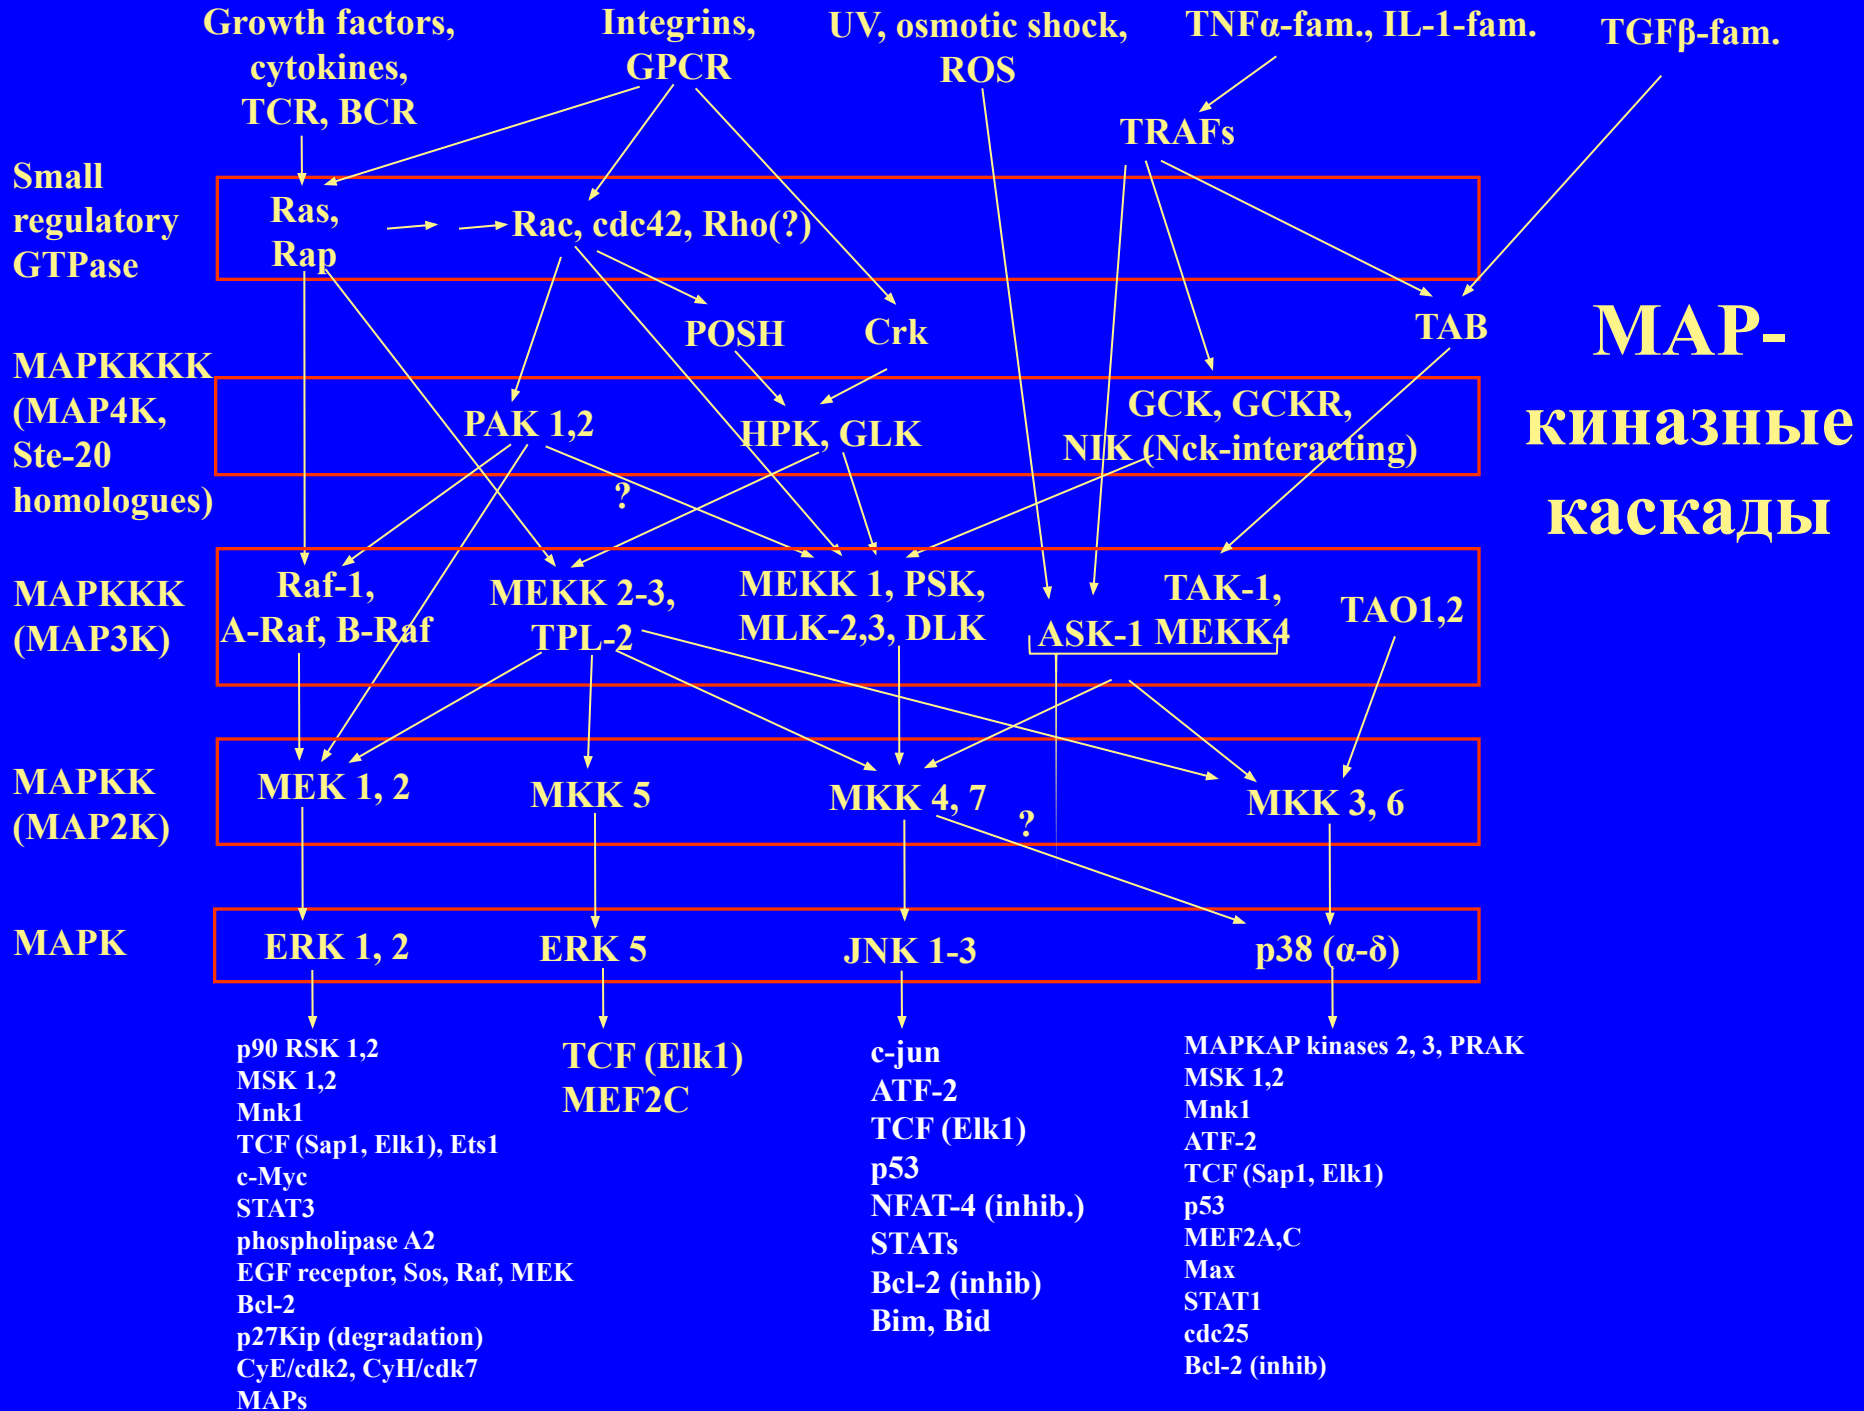 Growth factors,
cytokines,
TCR, BCR
Integrins,
GPCR
UV, osmotic shock,
ROS
TNFα-fam., IL-1-fam.
TGFβ-fam.
TRAFs
Small
regulatory
GTPase
Ras,
Rap
Rac, cdc42, Rho(?)
POSH
Crk
TAB
MAP-
киназные
каскады
MAPKKKK
(MAP4K,
Ste-20
homologues)
PAK 1,2
HPK, GLK
GCK, GCKR,
NIK (Nck-interacting)
?
MAPKKK
(MAP3K)
Raf-1,
A-Raf, B-Raf
MEKK 2-3,
TPL-2
MEKK 1, PSK,
MLK-2,3, DLK
ASK-1
TAK-1,
MEKK4
TAO1,2
MAPKK
(MAP2K)
MEK 1, 2
MKK 5
MKK 4, 7
?
MKK 3, 6
MAPK
ERK 1, 2
ERK 5
JNK 1-3
p38 (α-δ)
p90 RSK 1,2
MSK 1,2
Mnk1
TCF (Sap1, Elk1), Ets1
c-Myc
STAT3
phospholipase A2
EGF receptor, Sos, Raf, MEK
Bcl-2
p27Kip (degradation)
CyE/cdk2, CyH/cdk7
MAPs
TCF (Elk1)
MEF2C
c-jun
ATF-2
TCF (Elk1)
p53
NFAT-4 (inhib.)
STATs
Bcl-2 (inhib)
Bim, Bid
MAPKAP kinases 2, 3, PRAK
MSK 1,2
Mnk1
ATF-2
TCF (Sap1, Elk1)
p53
MEF2A,C
Max
STAT1
cdc25
Bcl-2 (inhib)